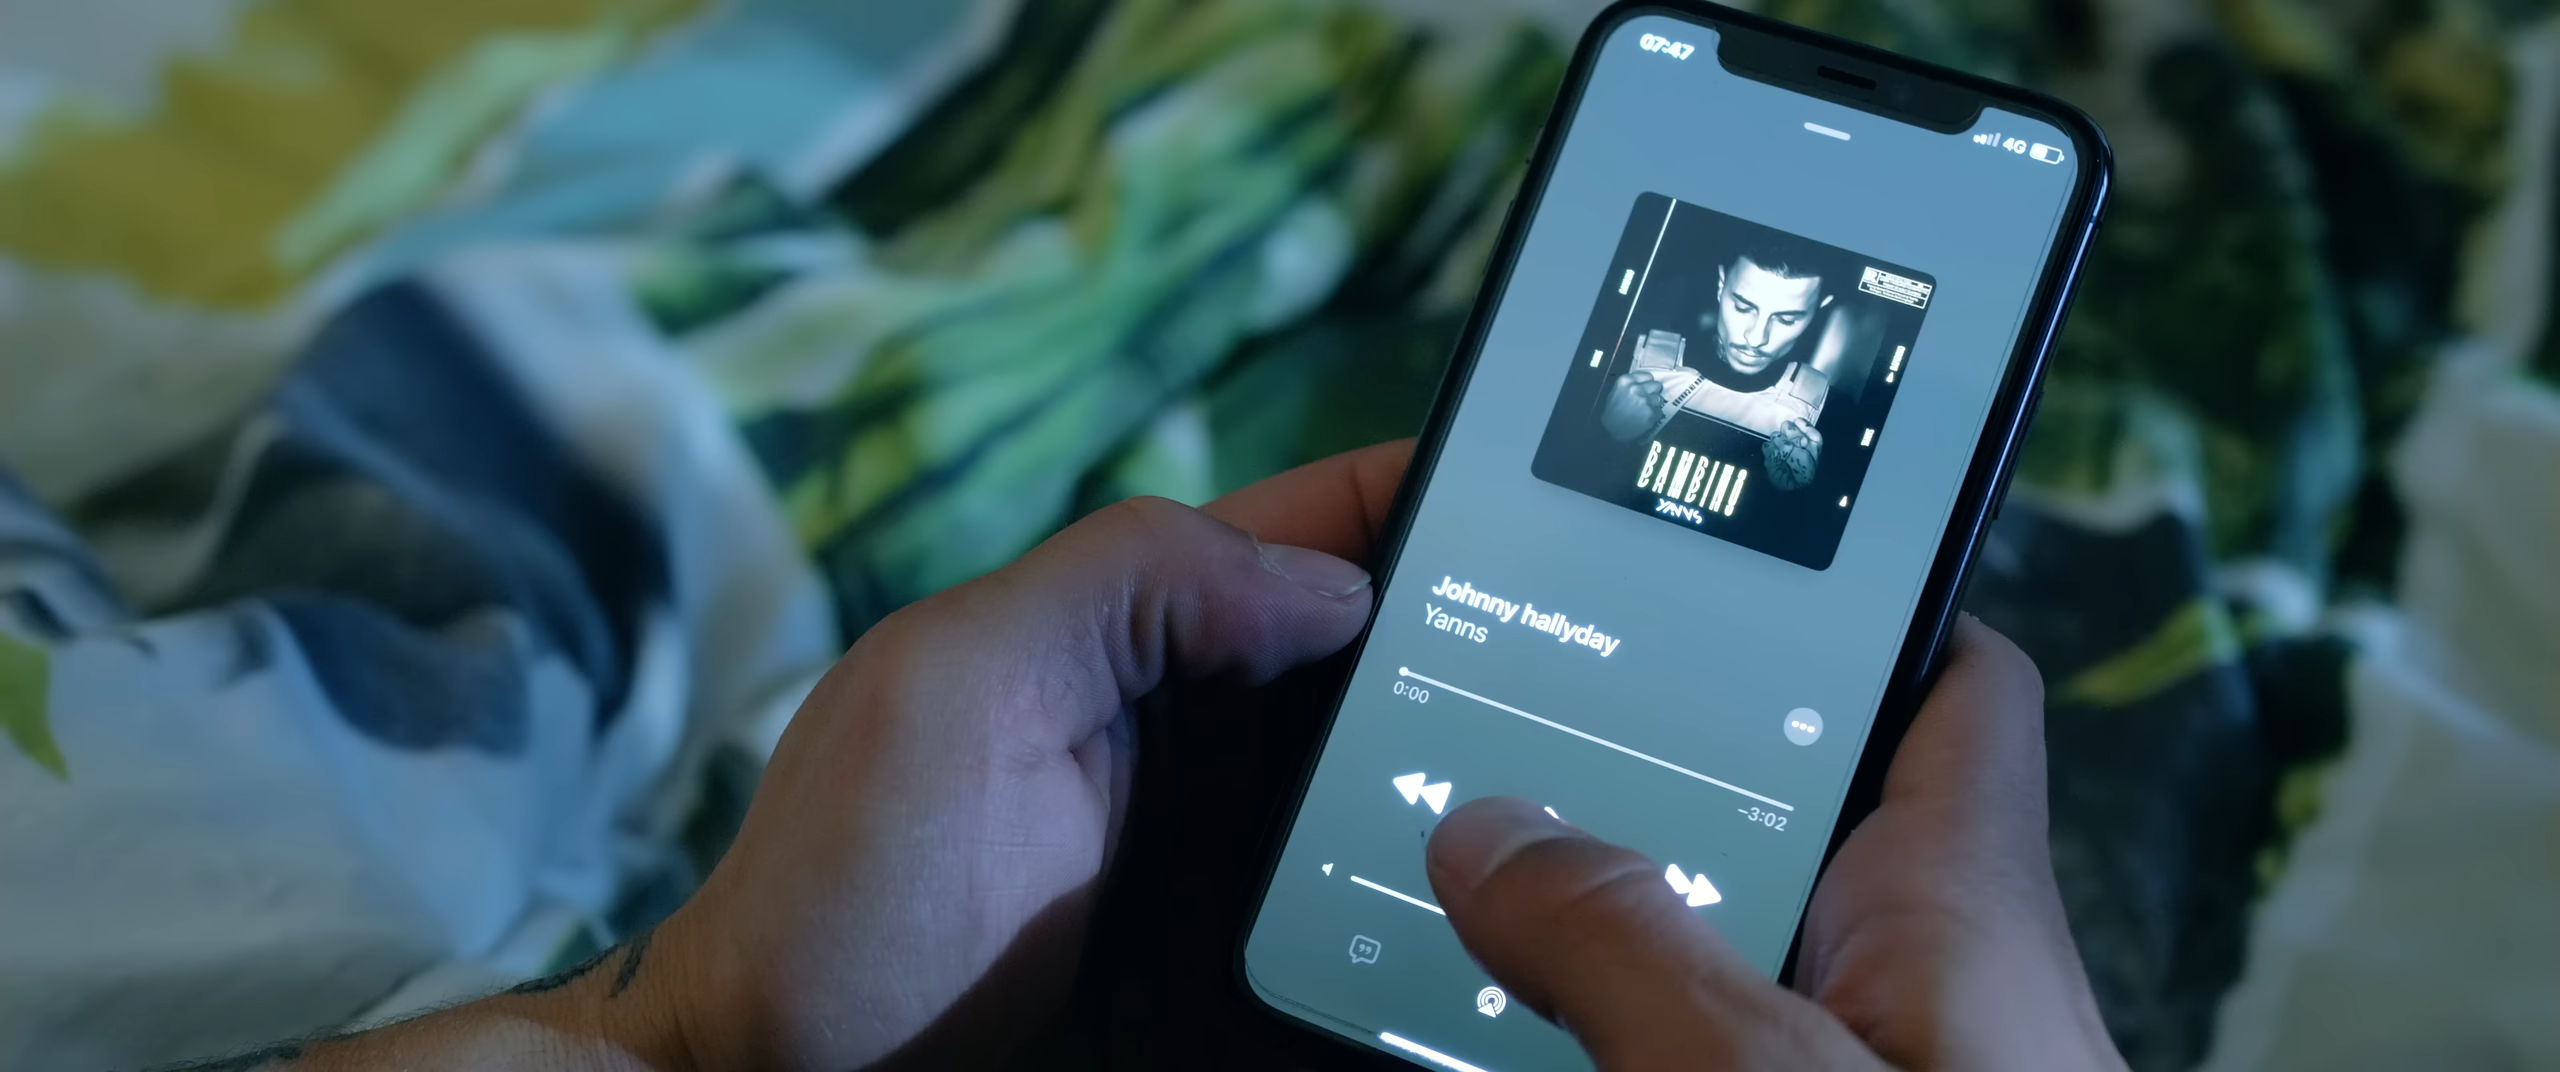 07:47
4G
BAMBINO
YANNS
Johnny hallyday
Yanns
0:00
-3:02